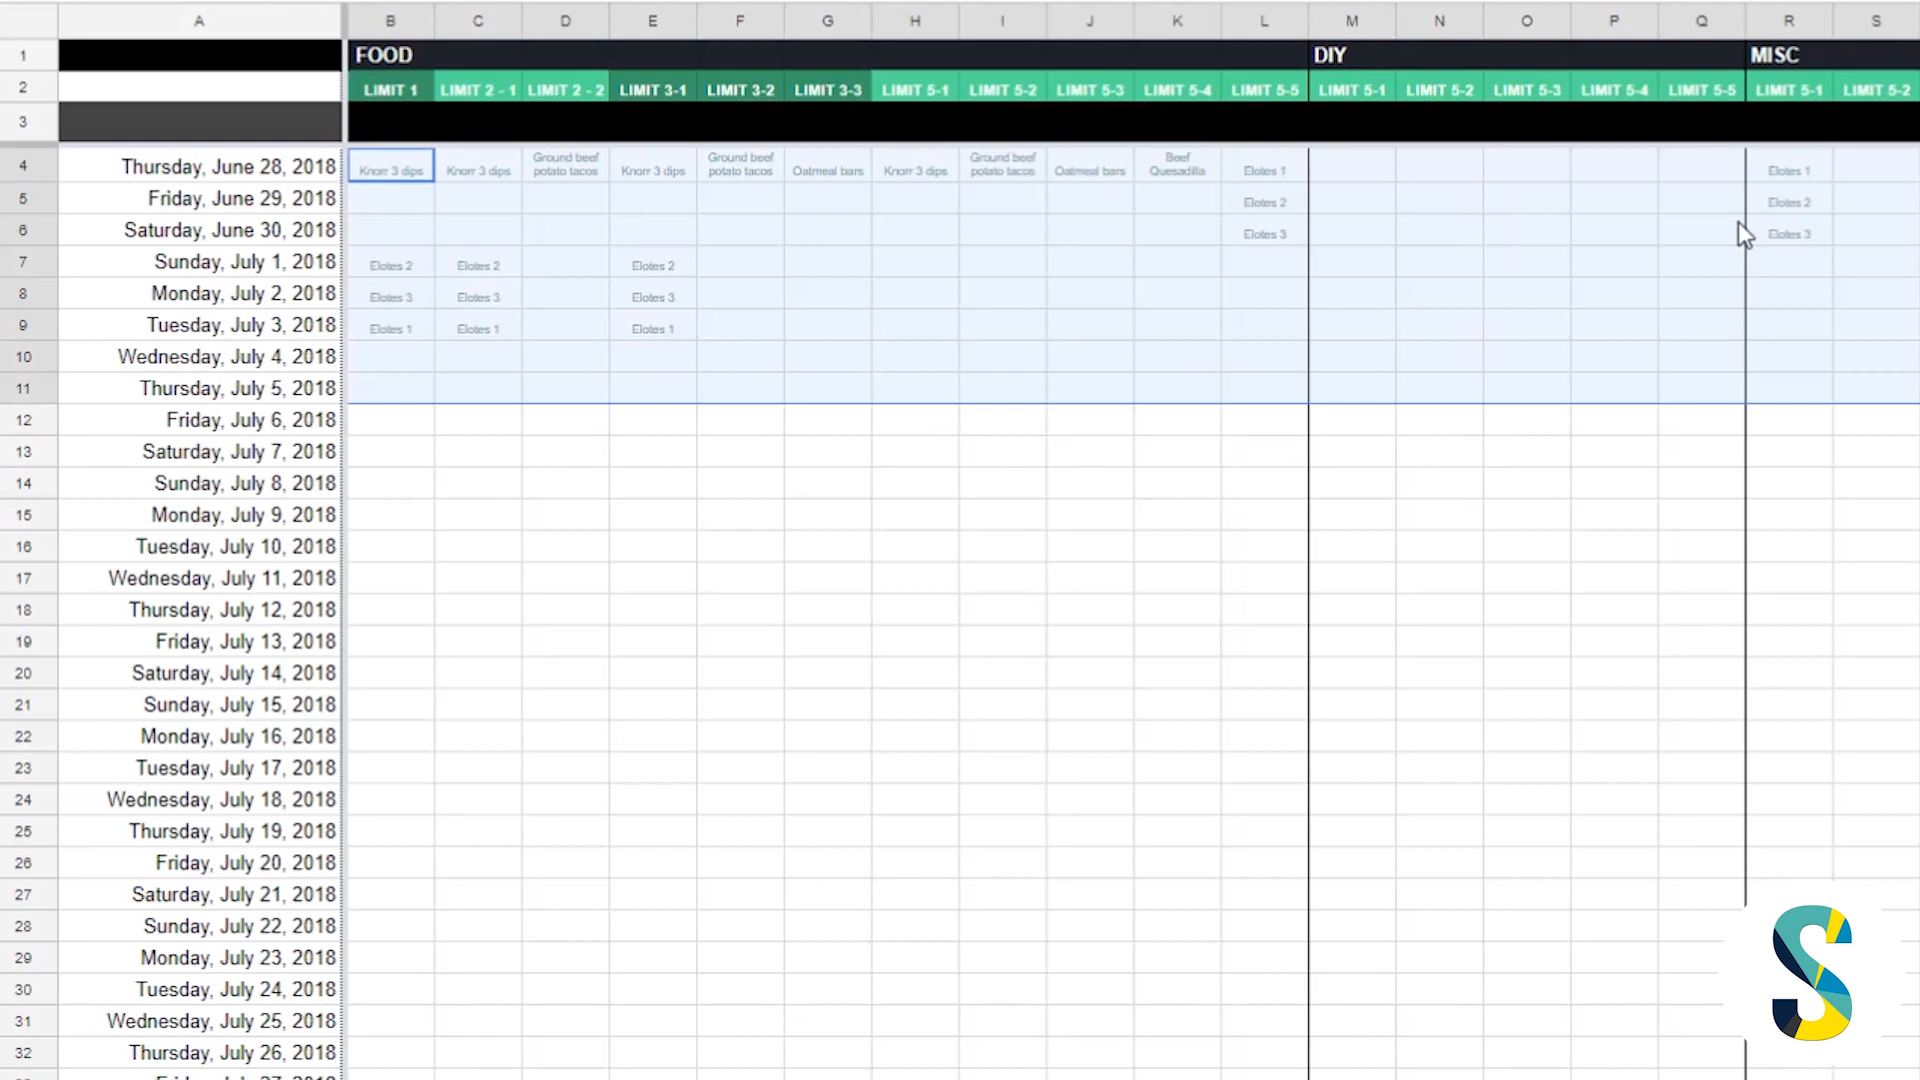 A B C D E F G H I J K L M N O P Q R S
1 FOOD DIY MISC
2 LIMIT 1 LIMIT 2 - 1 LIMIT 2 - 2 LIMIT 3-1 LIMIT 3-2 LIMIT 3-3 LIMIT 5-1 LIMIT 5-2 LIMIT 5-3 LIMIT 5-4 LIMIT 5-5 LIMIT 5-1 LIMIT 5-2 LIMIT 5-3 LIMIT 5-4 LIMIT 5-5 LIMIT 5-1 LIMIT 5-2
3
4 Thursday, June 28, 2018 Knorr 3 dips Knorr 3 dips Ground beef potato tacos Knorr 3 dips Ground beef potato tacos Oatmeal bars Knorr 3 dips Ground beef potato tacos Oatmeal bars Beef Quesadilla Elotes 1 Elotes 1
5 Friday, June 29, 2018 Elotes 2 Elotes 2
6 Saturday, June 30, 2018 Elotes 3 Elotes 3
7 Sunday, July 1, 2018 Elotes 2 Elotes 2 Elotes 2
8 Monday, July 2, 2018 Elotes 3 Elotes 3 Elotes 3
9 Tuesday, July 3, 2018 Elotes 1 Elotes 1 Elotes 1
10 Wednesday, July 4, 2018
11 Thursday, July 5, 2018
12 Friday, July 6, 2018
13 Saturday, July 7, 2018
14 Sunday, July 8, 2018
15 Monday, July 9, 2018
16 Tuesday, July 10, 2018
17 Wednesday, July 11, 2018
18 Thursday, July 12, 2018
19 Friday, July 13, 2018
20 Saturday, July 14, 2018
21 Sunday, July 15, 2018
22 Monday, July 16, 2018
23 Tuesday, July 17, 2018
24 Wednesday, July 18, 2018
25 Thursday, July 19, 2018
26 Friday, July 20, 2018
27 Saturday, July 21, 2018
28 Sunday, July 22, 2018
29 Monday, July 23, 2018
30 Tuesday, July 24, 2018
31 Wednesday, July 25, 2018
32 Thursday, July 26, 2018
S